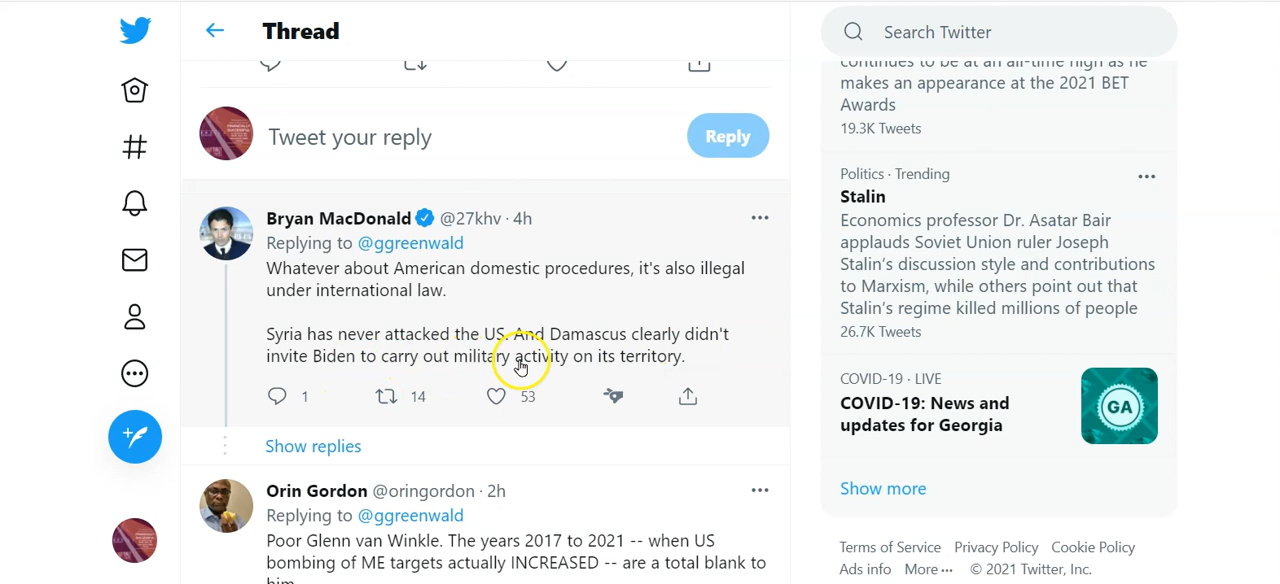 Thread
Search Twitter
Tweet your reply
Reply
Bryan MacDonald @27khv · 4h
Replying to @ggreenwald
Whatever about American domestic procedures, it's also illegal
under international law.
Syria has never attacked the US. And Damascus clearly didn't
invite Biden to carry out military activity on its territory.
1 14 53
Show replies
Orin Gordon @oringordon · 2h
Replying to @ggreenwald
Poor Glenn van Winkle. The years 2017 to 2021 -- when US
bombing of ME targets actually INCREASED -- are a total blank to
him.
continues to be at an all-time high as he
makes an appearance at the 2021 BET
Awards
19.3K Tweets
Politics · Trending
Stalin
Economics professor Dr. Asatar Bair
applauds Soviet Union ruler Joseph
Stalin's discussion style and contributions
to Marxism, while others point out that
Stalin's regime killed millions of people
26.7K Tweets
COVID-19 · LIVE
COVID-19: News and
updates for Georgia
GA
Show more
Terms of Service Privacy Policy Cookie Policy
Ads info More ··· © 2021 Twitter, Inc.